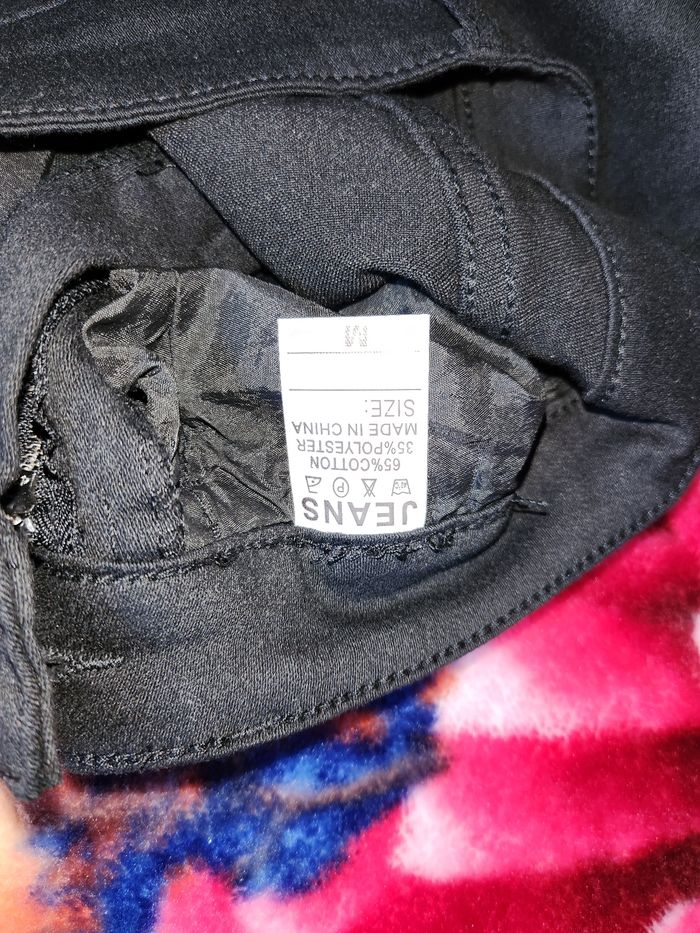 JEANS
P
65%COTTON
35%POLYESTER
MADE IN CHINA
SIZE: